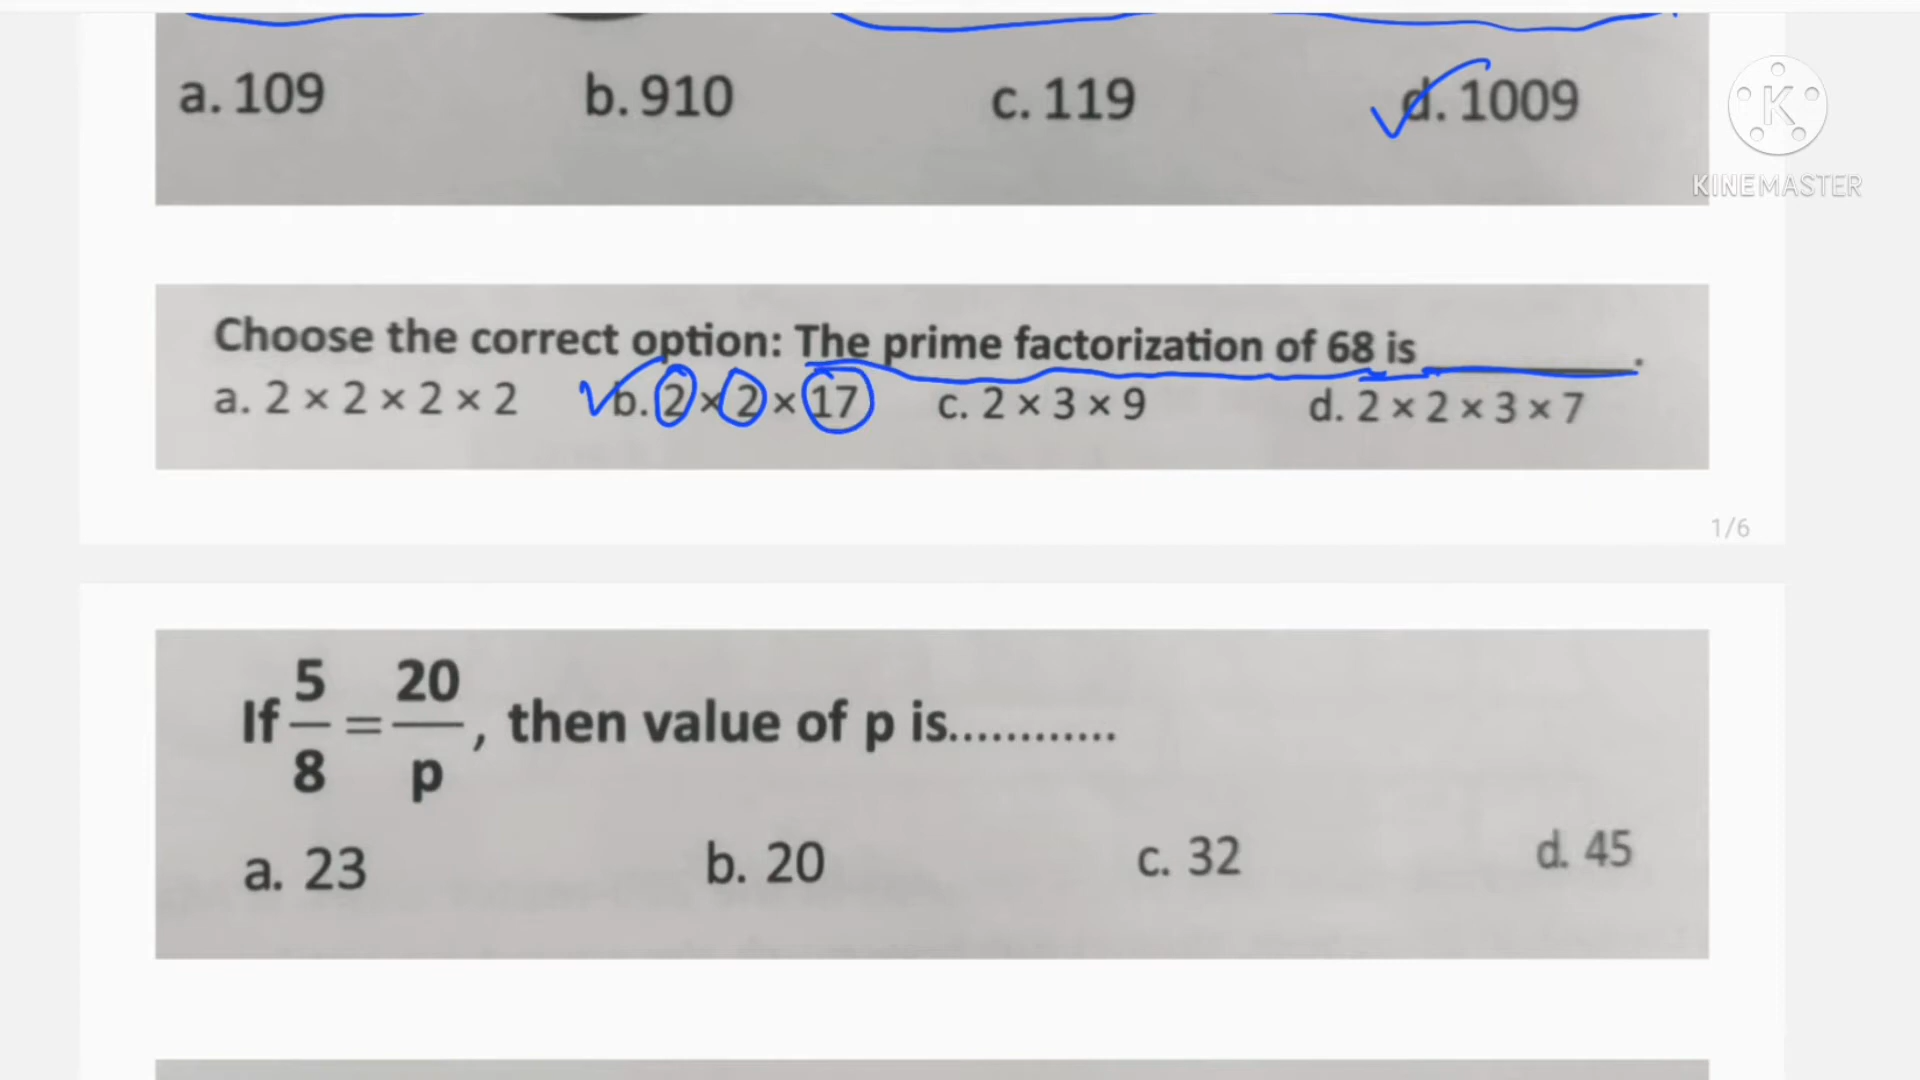 a. 109 b. 910 c. 119 d. 1009
KINEMASTER
Choose the correct option: The prime factorization of 68 is ________.
a. 2 × 2 × 2 × 2 b. 2 × 2 × 17 c. 2 × 3 × 9 d. 2 × 2 × 3 × 7
1/6
If 5/8 = 20/p, then value of p is............
a. 23 b. 20 c. 32 d. 45